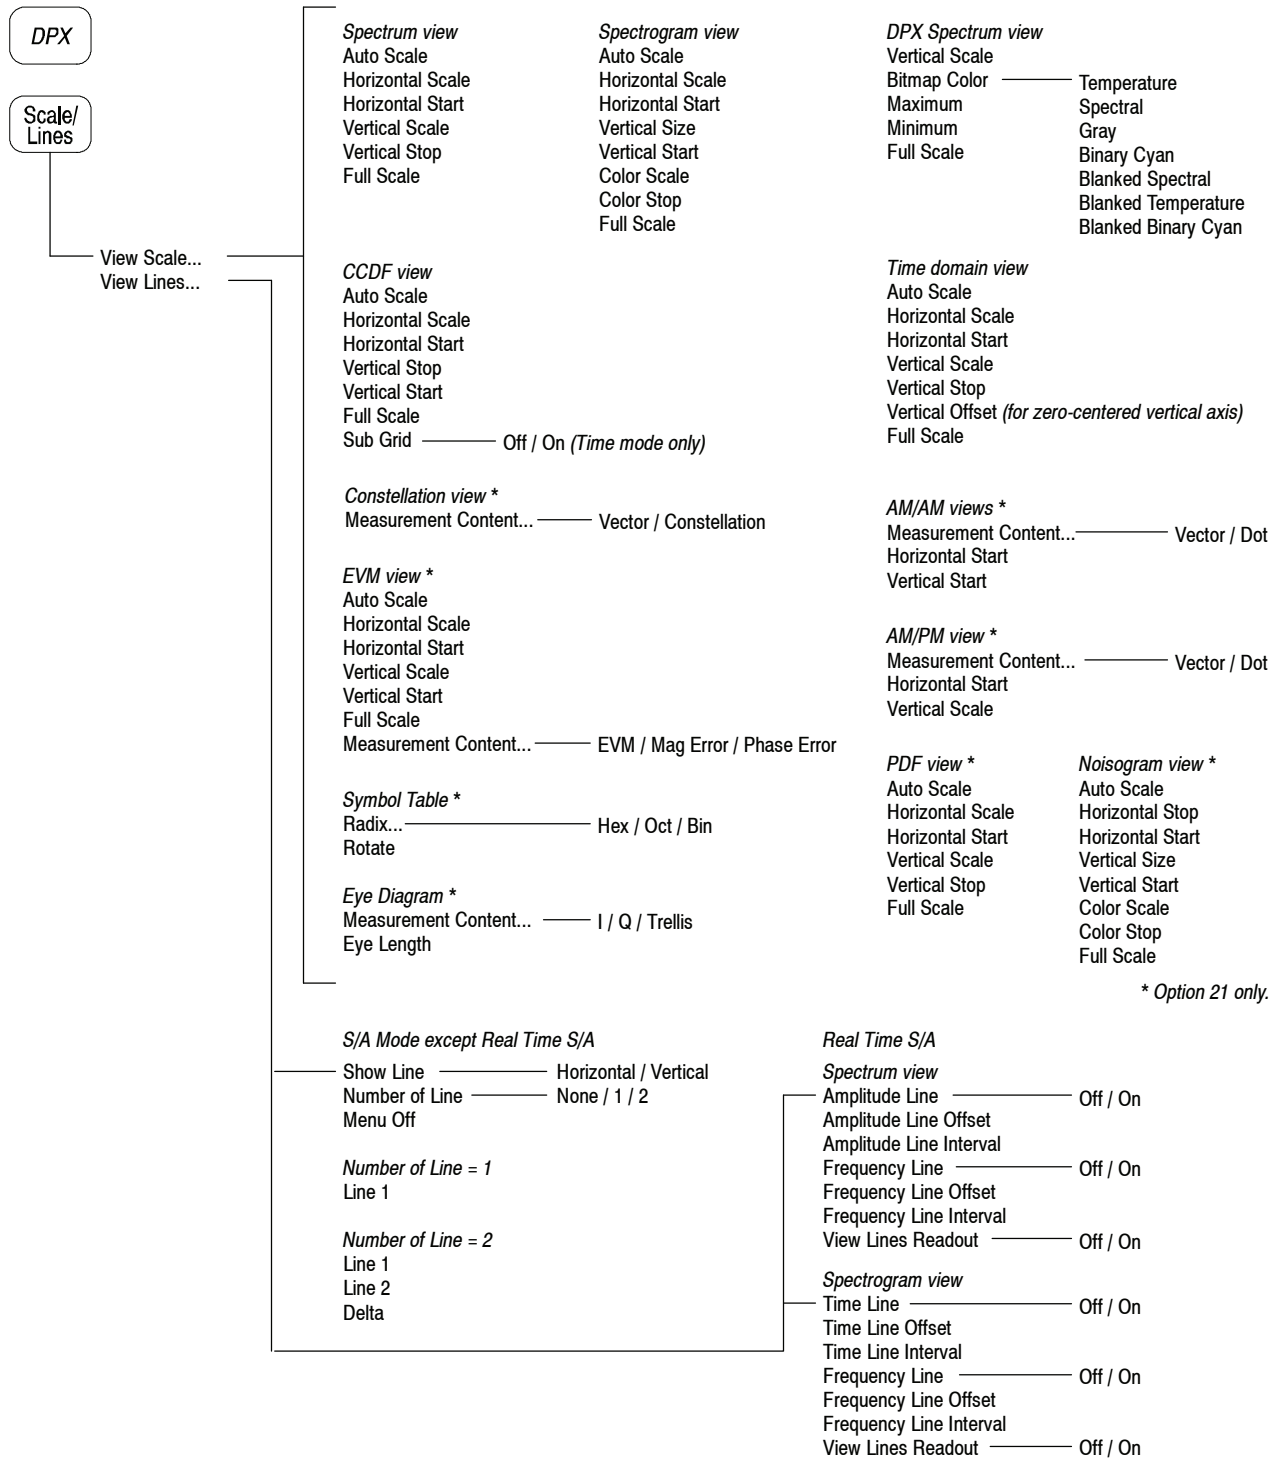 DPX
Scale/
Lines
View Scale...
View Lines...
Spectrum view
Auto Scale
Horizontal Scale
Horizontal Start
Vertical Scale
Vertical Stop
Full Scale
Spectrogram view
Auto Scale
Horizontal Scale
Horizontal Start
Vertical Size
Vertical Start
Color Scale
Color Stop
Full Scale
DPX Spectrum view
Vertical Scale
Bitmap Color
Maximum
Minimum
Full Scale
Temperature
Spectral
Gray
Binary Cyan
Blanked Spectral
Blanked Temperature
Blanked Binary Cyan
CCDF view
Auto Scale
Horizontal Scale
Horizontal Start
Vertical Stop
Vertical Start
Full Scale
Sub Grid Off / On (Time mode only)
Time domain view
Auto Scale
Horizontal Scale
Horizontal Start
Vertical Scale
Vertical Stop
Vertical Offset (for zero-centered vertical axis)
Full Scale
Constellation view *
Measurement Content... Vector / Constellation
AM/AM views *
Measurement Content... Vector / Dot
Horizontal Start
Vertical Start
EVM view *
Auto Scale
Horizontal Scale
Horizontal Start
Vertical Scale
Vertical Start
Full Scale
Measurement Content... EVM / Mag Error / Phase Error
AM/PM view *
Measurement Content... Vector / Dot
Horizontal Start
Vertical Scale
Symbol Table *
Radix... Hex / Oct / Bin
Rotate
Eye Diagram *
Measurement Content... I / Q / Trellis
Eye Length
PDF view *
Auto Scale
Horizontal Scale
Horizontal Start
Vertical Scale
Vertical Stop
Full Scale
Noisogram view *
Auto Scale
Horizontal Stop
Horizontal Start
Vertical Size
Vertical Start
Color Scale
Color Stop
Full Scale
* Option 21 only.
S/A Mode except Real Time S/A
Show Line Horizontal / Vertical
Number of Line None / 1 / 2
Menu Off
Number of Line = 1
Line 1
Number of Line = 2
Line 1
Line 2
Delta
Real Time S/A
Spectrum view
Amplitude Line Off / On
Amplitude Line Offset
Amplitude Line Interval
Frequency Line Off / On
Frequency Line Offset
Frequency Line Interval
View Lines Readout Off / On
Spectrogram view
Time Line Off / On
Time Line Offset
Time Line Interval
Frequency Line Off / On
Frequency Line Offset
Frequency Line Interval
View Lines Readout Off / On